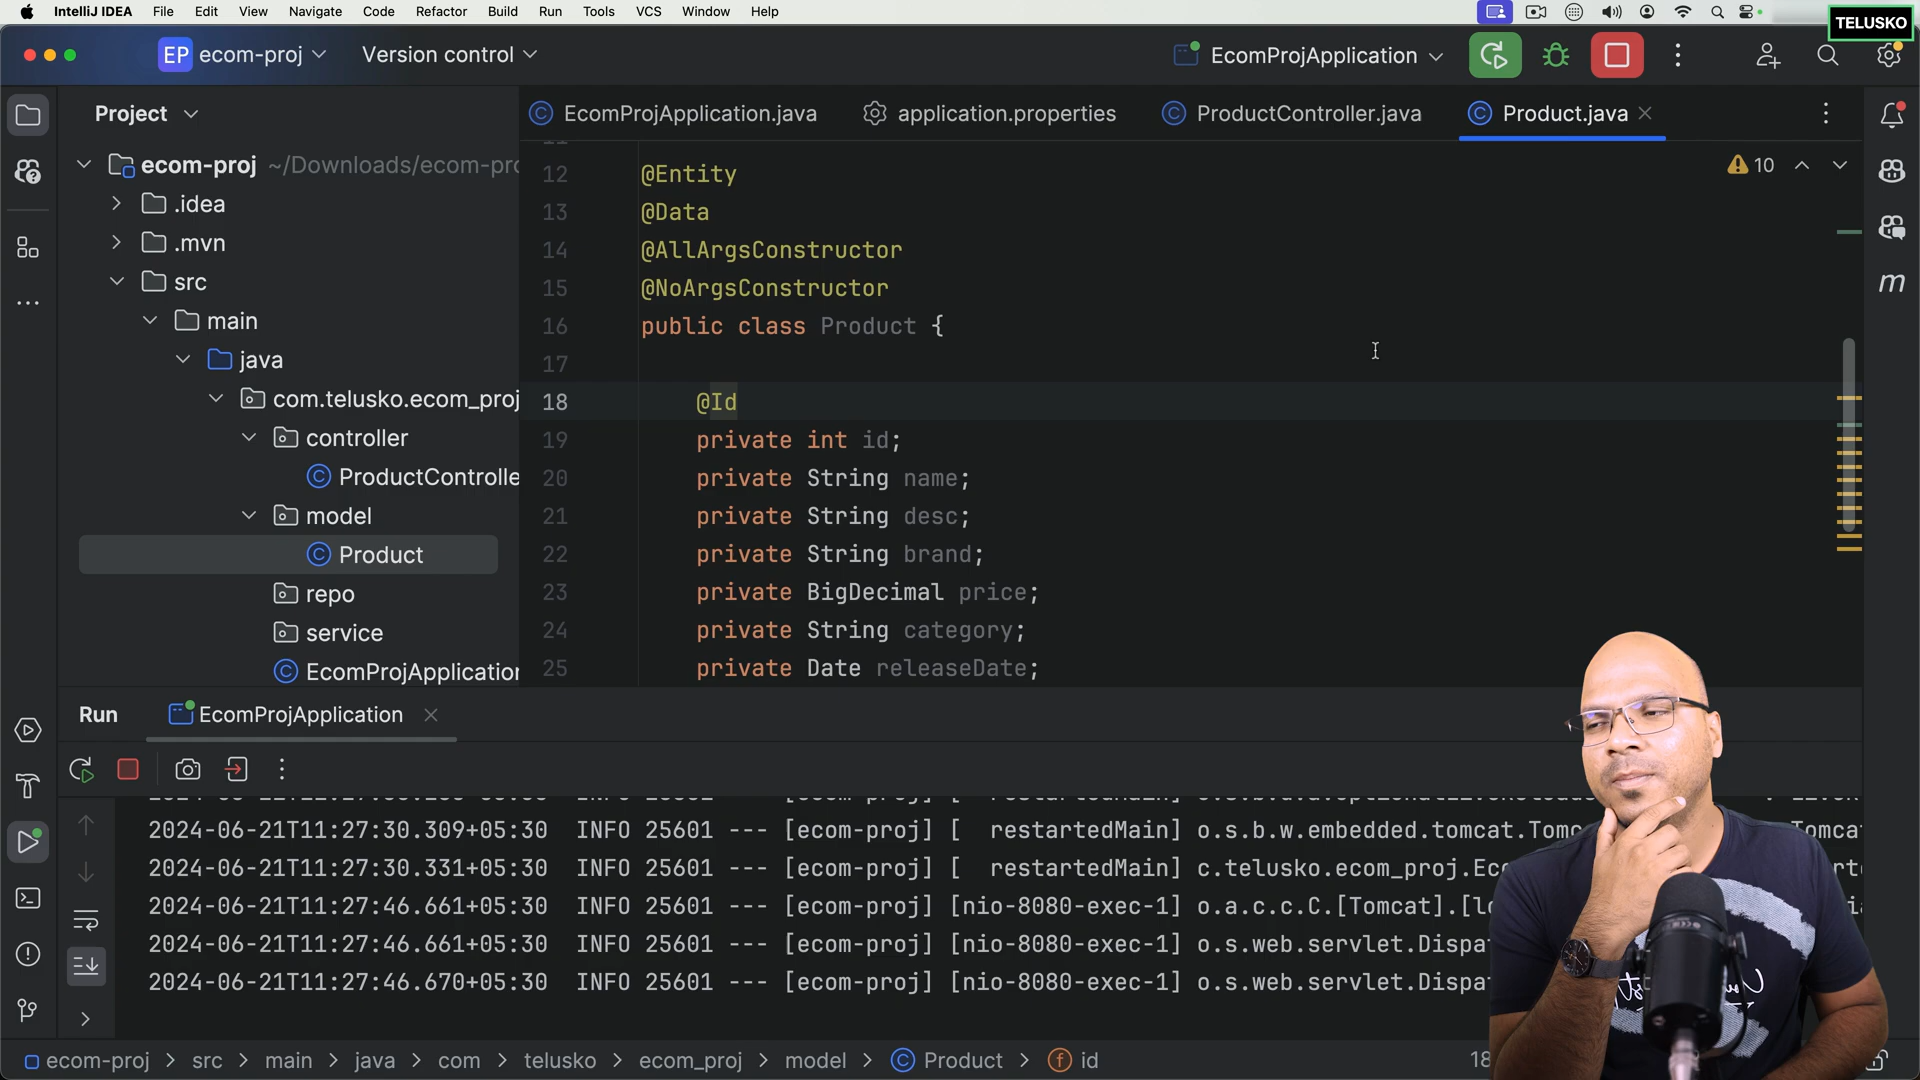 IntelliJ IDEA File Edit View Navigate Code Refactor Build Run Tools VCS Window Help
TELUSKO
EP ecom-proj Version control EcomProjApplication
Project
EcomProjApplication.java application.properties ProductController.java Product.java
ecom-proj ~/Downloads/ecom-pro
.idea
.mvn
src
main
java
com.telusko.ecom_proj
controller
ProductControlle
model
Product
repo
service
EcomProjApplication
10
12 @Entity
13 @Data
14 @AllArgsConstructor
15 @NoArgsConstructor
16 public class Product {
17
18 @Id
19 private int id;
20 private String name;
21 private String desc;
22 private String brand;
23 private BigDecimal price;
24 private String category;
25 private Date releaseDate;
m
Run EcomProjApplication
2024-06-21T11:27:30.309+05:30 INFO 25601 --- [ecom-proj] [ restartedMain] o.s.b.w.embedded.tomcat.Tomc Tomcat
2024-06-21T11:27:30.331+05:30 INFO 25601 --- [ecom-proj] [ restartedMain] c.telusko.ecom_proj.Eco
2024-06-21T11:27:46.661+05:30 INFO 25601 --- [ecom-proj] [nio-8080-exec-1] o.a.c.c.C.[Tomcat].[lo
2024-06-21T11:27:46.661+05:30 INFO 25601 --- [ecom-proj] [nio-8080-exec-1] o.s.web.servlet.Dispat
2024-06-21T11:27:46.670+05:30 INFO 25601 --- [ecom-proj] [nio-8080-exec-1] o.s.web.servlet.Dispat
ecom-proj > src > main > java > com > telusko > ecom_proj > model > Product > id
18